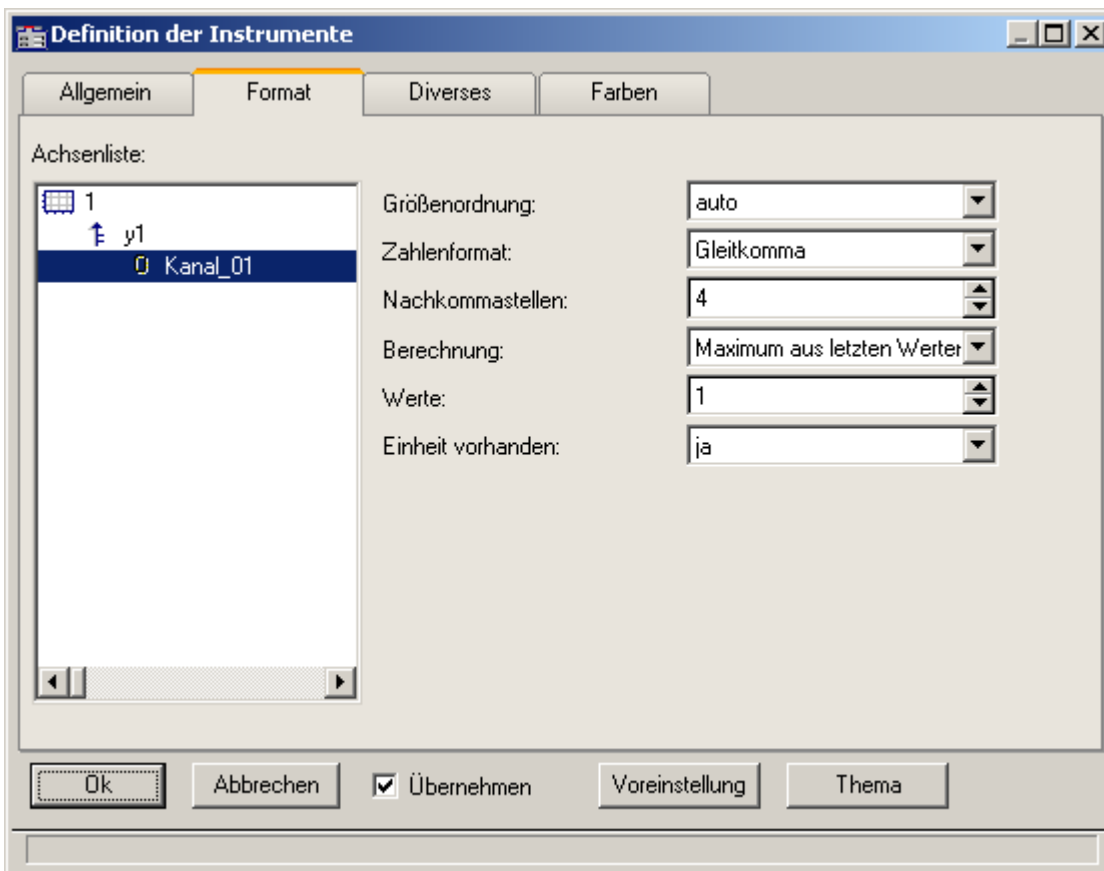 Definition der Instrumente
Allgemein Format Diverses Farben
Achsenliste:
1
y1
Kanal_01
Größenordnung: auto
Zahlenformat: Gleitkomma
Nachkommastellen: 4
Berechnung: Maximum aus letzten Werter
Werte: 1
Einheit vorhanden: ja
Ok Abbrechen Übernehmen Voreinstellung Thema